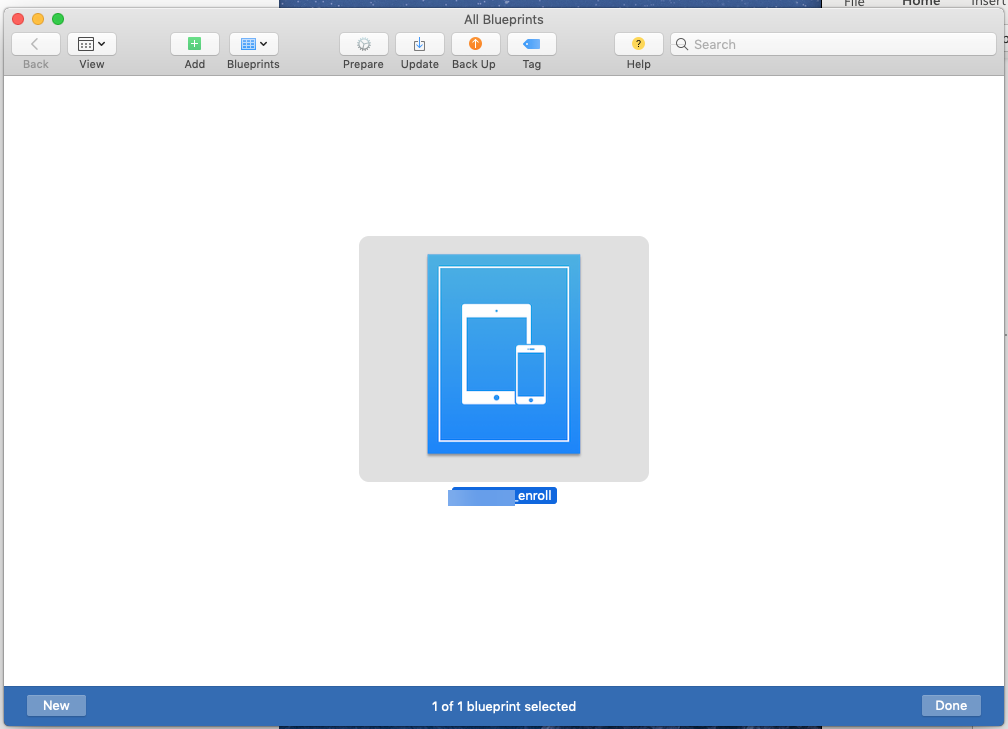 File Home Insert
All Blueprints
Back View Add Blueprints Prepare Update Back Up Tag Help Search
_enroll
New 1 of 1 blueprint selected Done